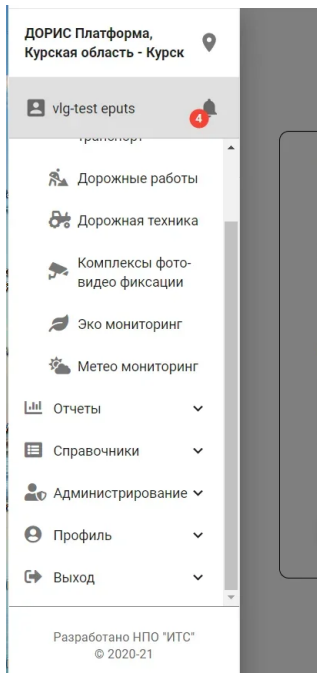 ДОРИС Платформа,
Курская область - Курск
vlg-test eputs
4
транспорт
Дорожные работы
Дорожная техника
Комплексы фото-
видео фиксации
Эко мониторинг
Метео мониторинг
Отчеты
Справочники
Администрирование
Профиль
Выход
Разработано НПО "ИТС"
© 2020-21